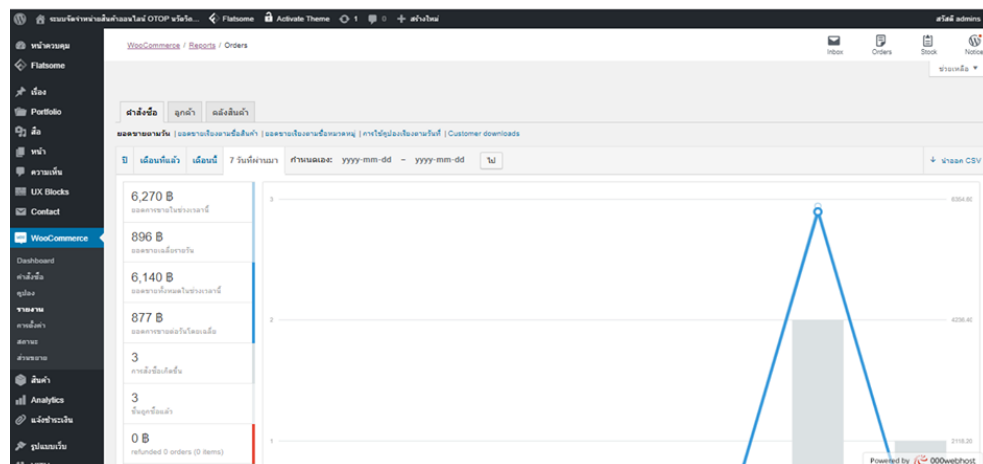 ระบบจัดจำหน่ายสินค้าออนไลน์ OTOP Flatsome Activate Theme 1 0 สร้างใหม่ สวัสดี admins
หน้าควบคุม
Flatsome
เรื่อง
Portfolio
สื่อ
หน้า
ความเห็น
UX Blocks
Contact
WooCommerce
Dashboard
คำสั่งซื้อ
คูปอง
รายงาน
การตั้งค่า
สถานะ
ส่วนขยาย
สินค้า
Analytics
แจ้งชำระเงิน
รูปแบบเว็บ
WooCommerce / Reports / Orders
Inbox Orders Stock Notice
ช่วยเหลือ
คำสั่งซื้อ ลูกค้า คลังสินค้า
ยอดขายตามวัน | ยอดขายเรียงตามชื่อสินค้า | ยอดขายเรียงตามชื่อหมวดหมู่ | การใช้คูปองเรียงตามวันที่ | Customer downloads
ปี เดือนที่แล้ว เดือนนี้ 7 วันที่ผ่านมา กำหนดเอง: yyyy-mm-dd – yyyy-mm-dd ไป นำออก CSV
6,270 ฿
ยอดการขายในช่วงเวลานี้
896 ฿
ยอดขายเฉลี่ยรายวัน
6,140 ฿
ยอดขายทั้งหมดในช่วงเวลานี้
877 ฿
ยอดการขายต่อวันโดยเฉลี่ย
3
การสั่งซื้อเกิดขึ้น
3
ชิ้นถูกซื้อแล้ว
0 ฿
refunded 0 orders (0 items)
3 6354.60
2 4236.40
1 2118.20
Powered by 000webhost